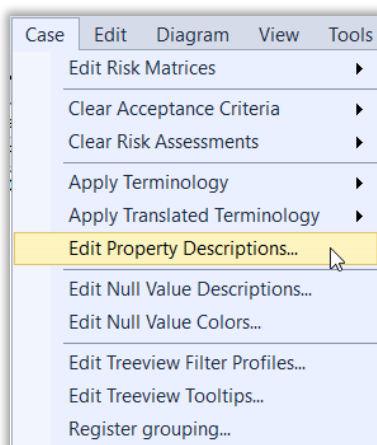 Case Edit Diagram View Tools
Edit Risk Matrices
Clear Acceptance Criteria
Clear Risk Assessments
Apply Terminology
Apply Translated Terminology
Edit Property Descriptions...
Edit Null Value Descriptions...
Edit Null Value Colors...
Edit Treeview Filter Profiles...
Edit Treeview Tooltips...
Register grouping...